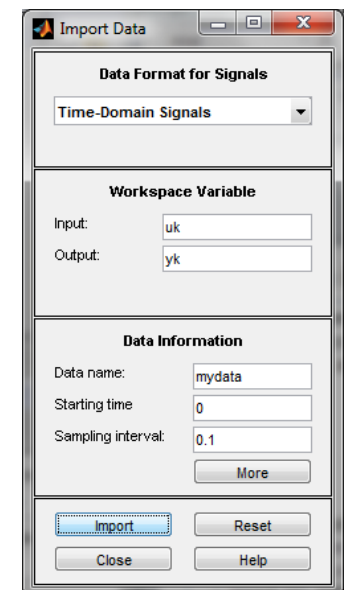 Import Data
Data Format for Signals
Time-Domain Signals
Workspace Variable
Input: uk
Output: yk
Data Information
Data name: mydata
Starting time 0
Sampling interval: 0.1
More
Import Reset
Close Help